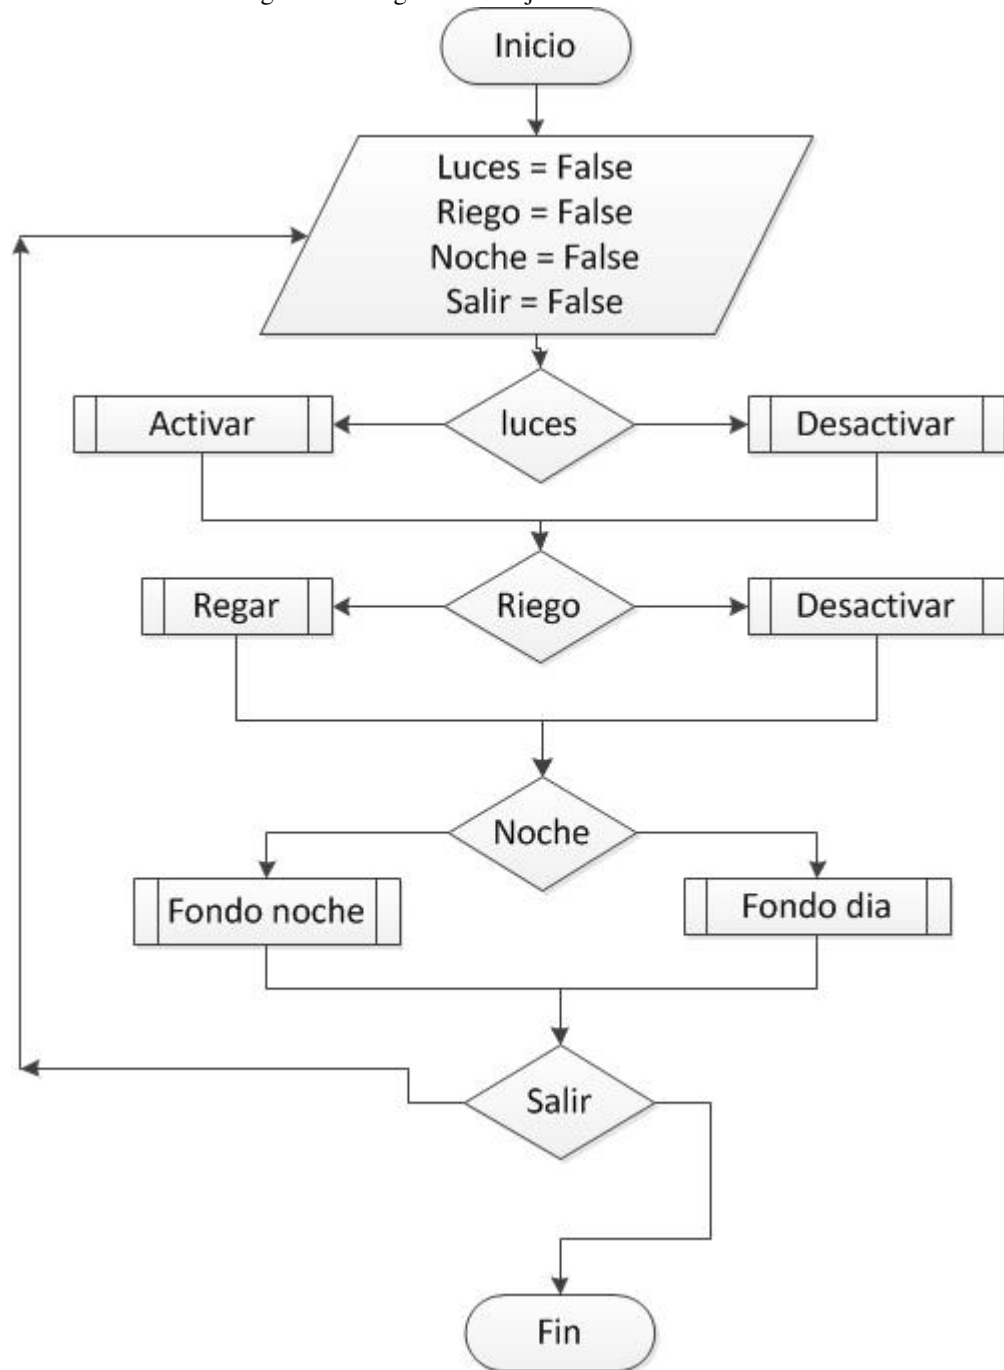 Inicio
Luces = False
Riego = False
Noche = False
Salir = False
Activar
luces
Desactivar
Regar
Riego
Desactivar
Noche
Fondo noche
Fondo dia
Salir
Fin